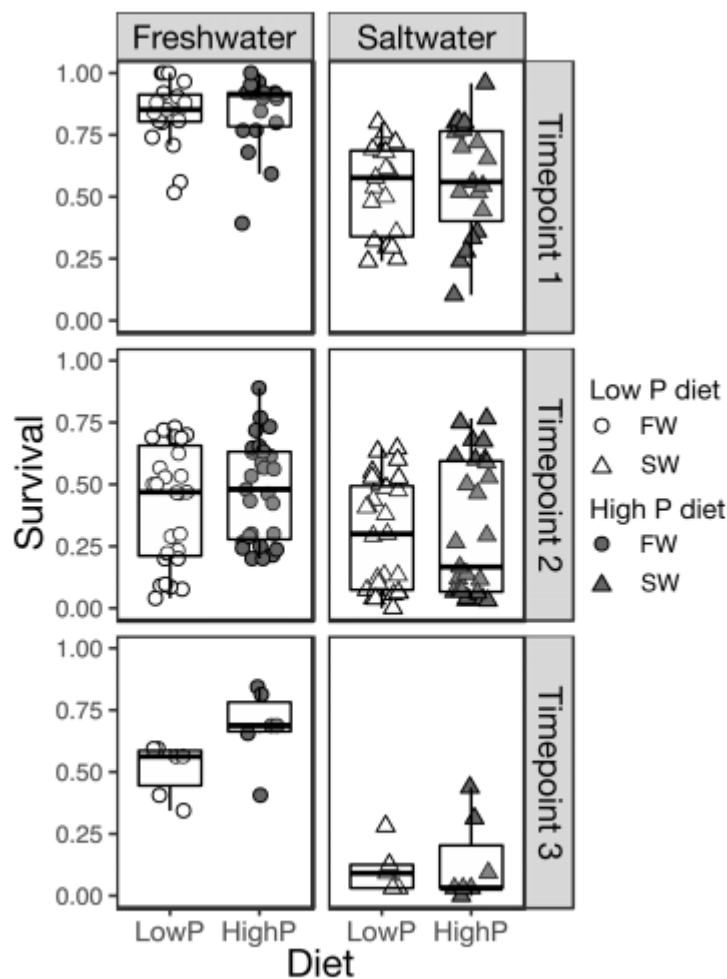 Freshwater
Saltwater
1.00
0.75
0.50
0.25
0.00
Timepoint 1
1.00
0.75
0.50
0.25
0.00
Timepoint 2
1.00
0.75
0.50
0.25
0.00
Timepoint 3
Survival
LowP HighP
LowP HighP
Diet
Low P diet
FW
SW
High P diet
FW
SW